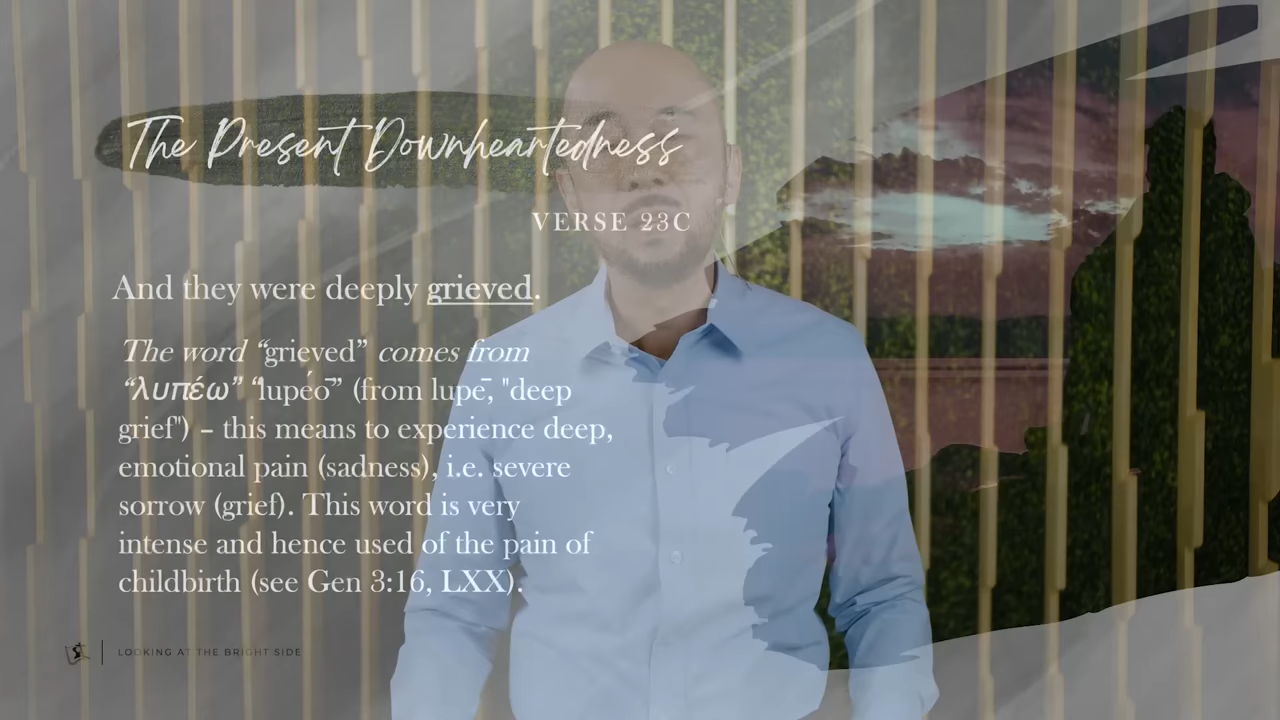 The Present Downheartedness
VERSE 23C
And they were deeply grieved.
The word “grieved” comes from
“λυπέω” “lupéō” (from lupē, "deep
grief") – this means to experience deep,
emotional pain (sadness), i.e. severe
sorrow (grief). This word is very
intense and hence used of the pain of
childbirth (see Gen 3:16, LXX).
LOOKING AT THE BRIGHT SIDE